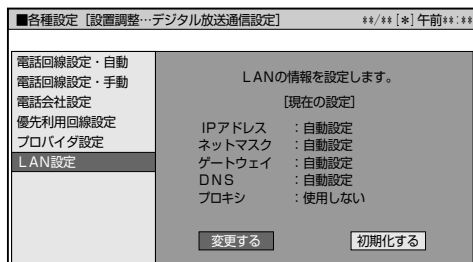 ■各種設定［設置調整…デジタル放送通信設定］ **/**[*]午前**:**
電話回線設定・自動
電話回線設定・手動
電話会社設定
優先利用回線設定
プロバイダ設定
LAN設定
LANの情報を設定します。
[現在の設定]
IPアドレス ：自動設定
ネットマスク ：自動設定
ゲートウェイ ：自動設定
DNS ：自動設定
プロキシ ：使用しない
変更する 初期化する